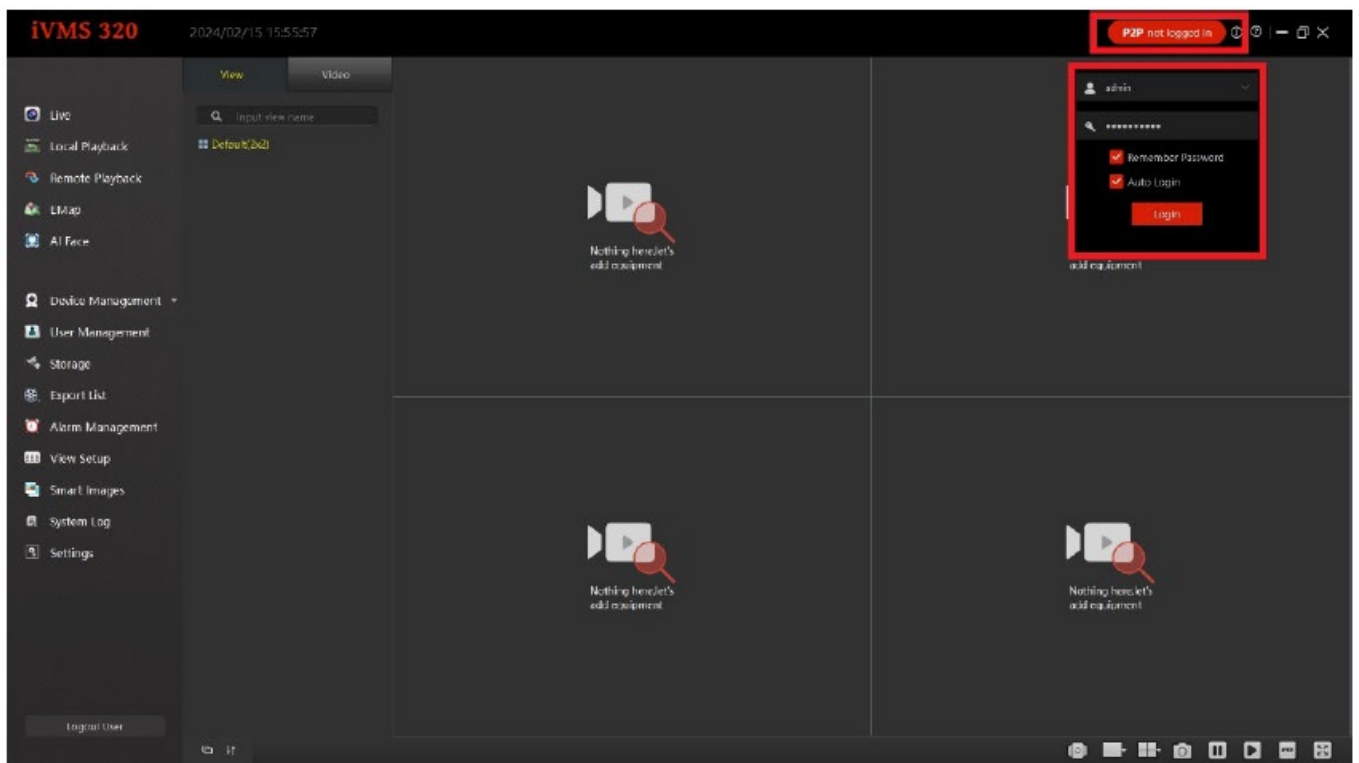 iVMS 320
2024/02/15 15:55:57
P2P not logged in
View
Video
admin
Live
Input view name
Local Playback
Default(2x2)
Remember Password
Remote Playback
Auto Login
EMap
Login
AI Face
Nothing here,let's
add equipment
add equipment
Device Management
User Management
Storage
Export List
Alarm Management
View Setup
Smart Images
System Log
Settings
Nothing here,let's
add equipment
Nothing here,let's
add equipment
Logout User